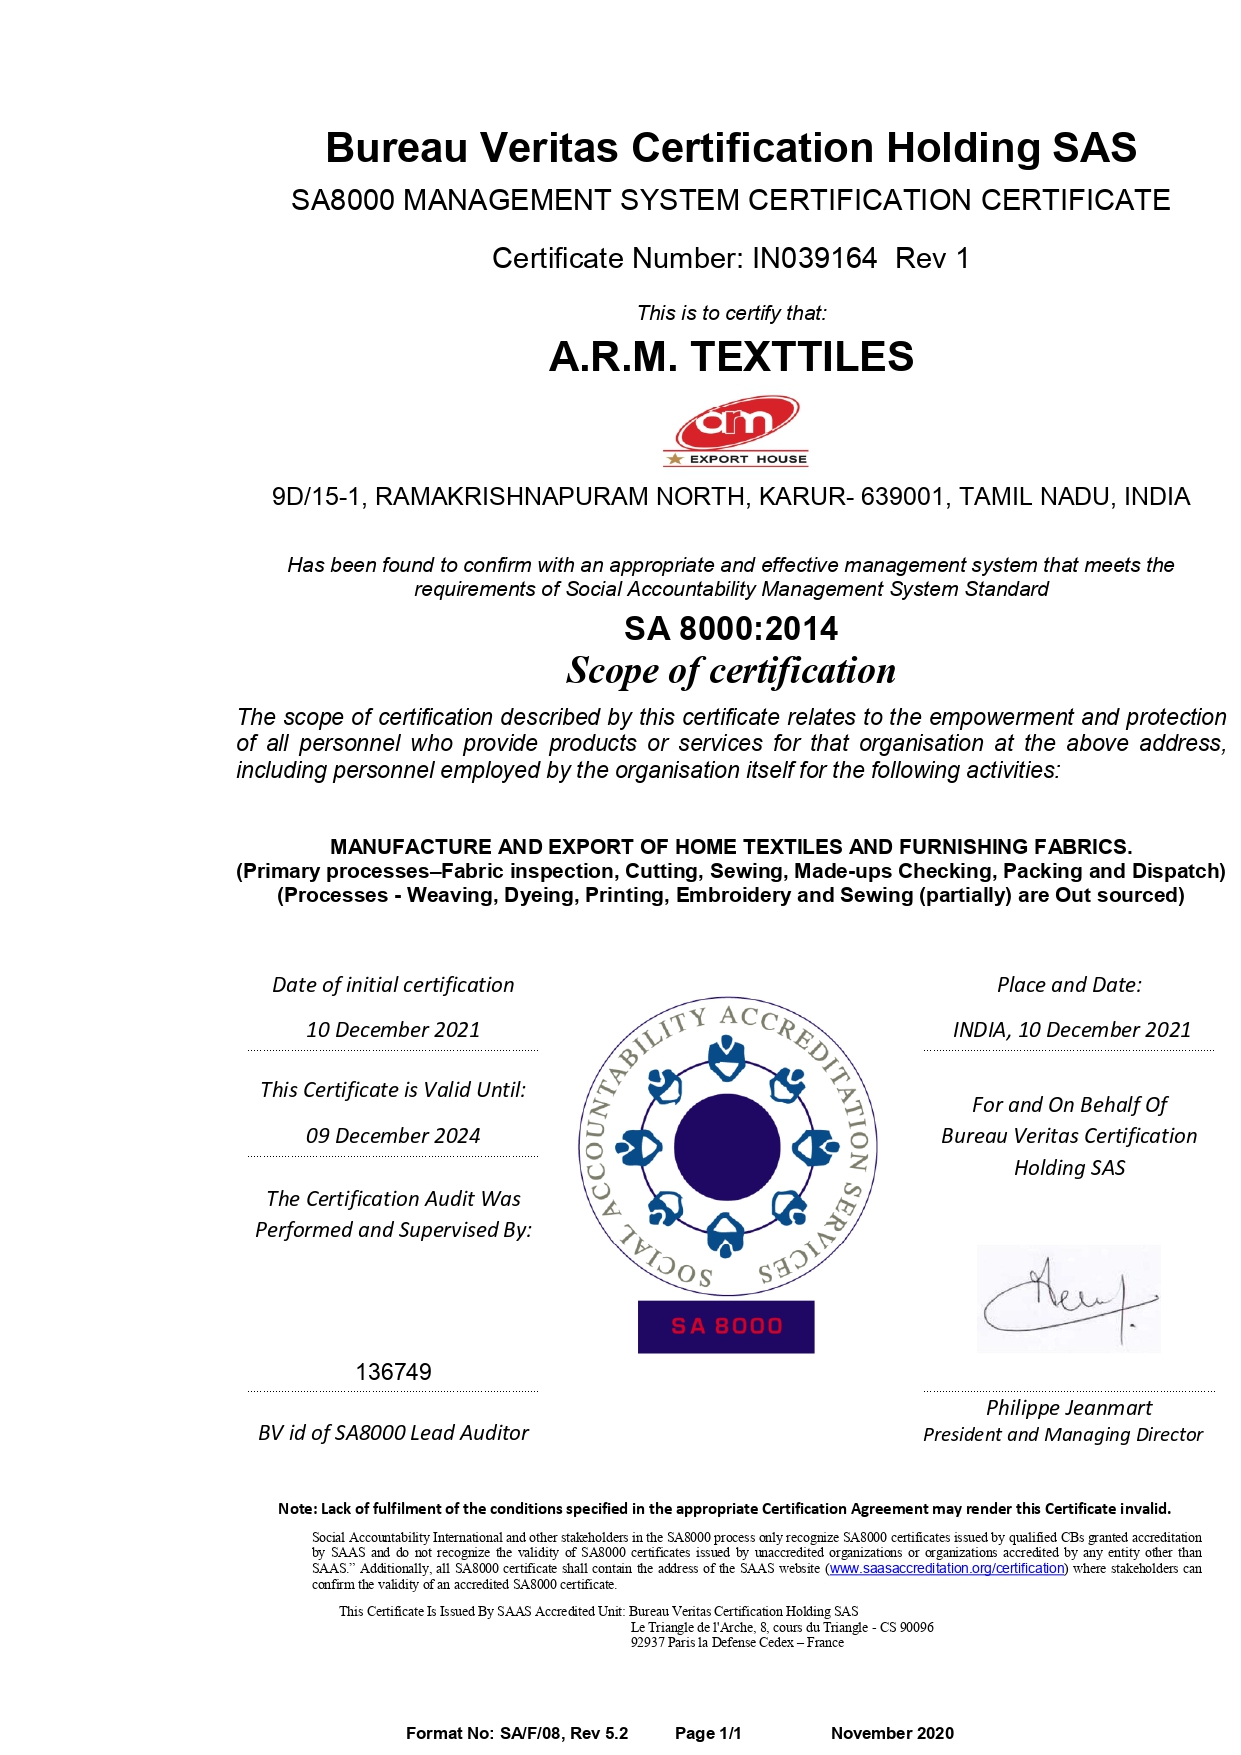 Bureau Veritas Certification Holding SAS
SA8000 MANAGEMENT SYSTEM CERTIFICATION CERTIFICATE
Certificate Number: IN039164  Rev 1
This is to certify that:
A.R.M. TEXTTILES
arm
EXPORT HOUSE
9D/15-1, RAMAKRISHNAPURAM NORTH, KARUR- 639001, TAMIL NADU, INDIA
Has been found to confirm with an appropriate and effective management system that meets the
requirements of Social Accountability Management System Standard
SA 8000:2014
Scope of certification
The scope of certification described by this certificate relates to the empowerment and protection
of all personnel who provide products or services for that organisation at the above address,
including personnel employed by the organisation itself for the following activities:
MANUFACTURE AND EXPORT OF HOME TEXTILES AND FURNISHING FABRICS.
(Primary processes–Fabric inspection, Cutting, Sewing, Made-ups Checking, Packing and Dispatch)
(Processes - Weaving, Dyeing, Printing, Embroidery and Sewing (partially) are Out sourced)
Date of initial certification
10 December 2021
This Certificate is Valid Until:
09 December 2024
The Certification Audit Was
Performed and Supervised By:
136749
BV id of SA8000 Lead Auditor
SOCIAL ACCOUNTABILITY ACCREDITATION SERVICES
SA 8000
Place and Date:
INDIA, 10 December 2021
For and On Behalf Of
Bureau Veritas Certification
Holding SAS
Philippe Jeanmart
President and Managing Director
Note: Lack of fulfilment of the conditions specified in the appropriate Certification Agreement may render this Certificate invalid.
Social Accountability International and other stakeholders in the SA8000 process only recognize SA8000 certificates issued by qualified CBs granted accreditation
by SAAS and do not recognize the validity of SA8000 certificates issued by unaccredited organizations or organizations accredited by any entity other than
SAAS.” Additionally, all SA8000 certificate shall contain the address of the SAAS website (www.saasaccreditation.org/certification) where stakeholders can
confirm the validity of an accredited SA8000 certificate.
This Certificate Is Issued By SAAS Accredited Unit: Bureau Veritas Certification Holding SAS
Le Triangle de l'Arche, 8, cours du Triangle - CS 90096
92937 Paris la Defense Cedex – France
Format No: SA/F/08, Rev 5.2 Page 1/1 November 2020